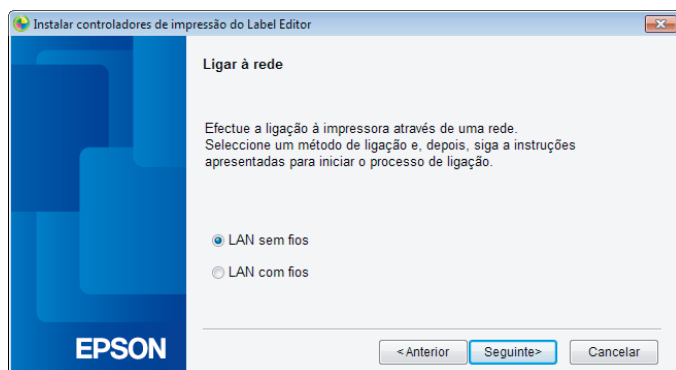 Instalar controladores de impressão do Label Editor
Ligar à rede
Efectue a ligação à impressora através de uma rede.
Seleccione um método de ligação e, depois, siga a instruções
apresentadas para iniciar o processo de ligação.
LAN sem fios
LAN com fios
EPSON
<Anterior
Seguinte>
Cancelar